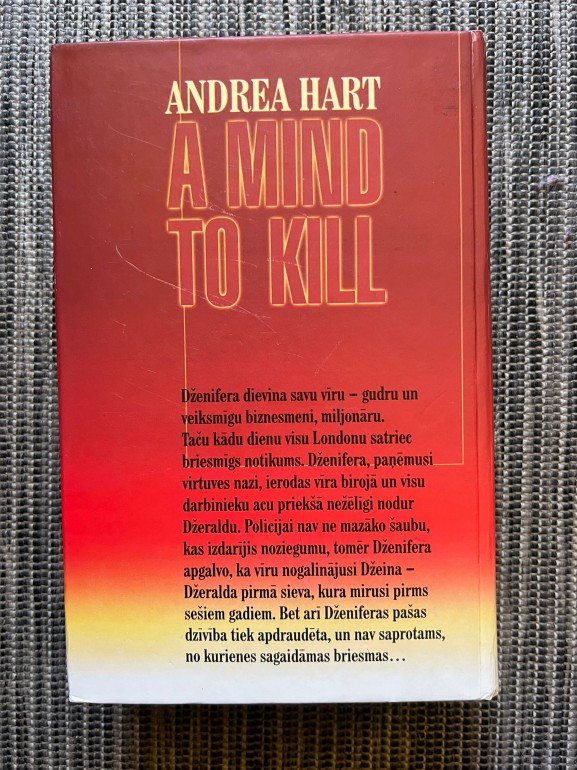 ANDREA HART
A MIND
TO KILL
Dženifera dievina savu vīru – gudru un
veiksmīgu biznesmeni, miljonāru.
Taču kādu dienu visu Londonu satriec
briesmīgs notikums. Dženifera, paņēmusi
virtuves nazi, ierodas vīra birojā un visu
darbinieku acu priekšā nežēlīgi nodur
Džeraldu. Policijai nav ne mazāko šaubu,
kas izdarījis noziegumu, tomēr Dženifera
apgalvo, ka vīru nogalinājusi Džeina –
Džeralda pirmā sieva, kura mirusi pirms
sešiem gadiem. Bet arī Dženiferas pašas
dzīvība tiek apdraudēta, un nav saprotams,
no kurienes sagaidāmas briesmas...